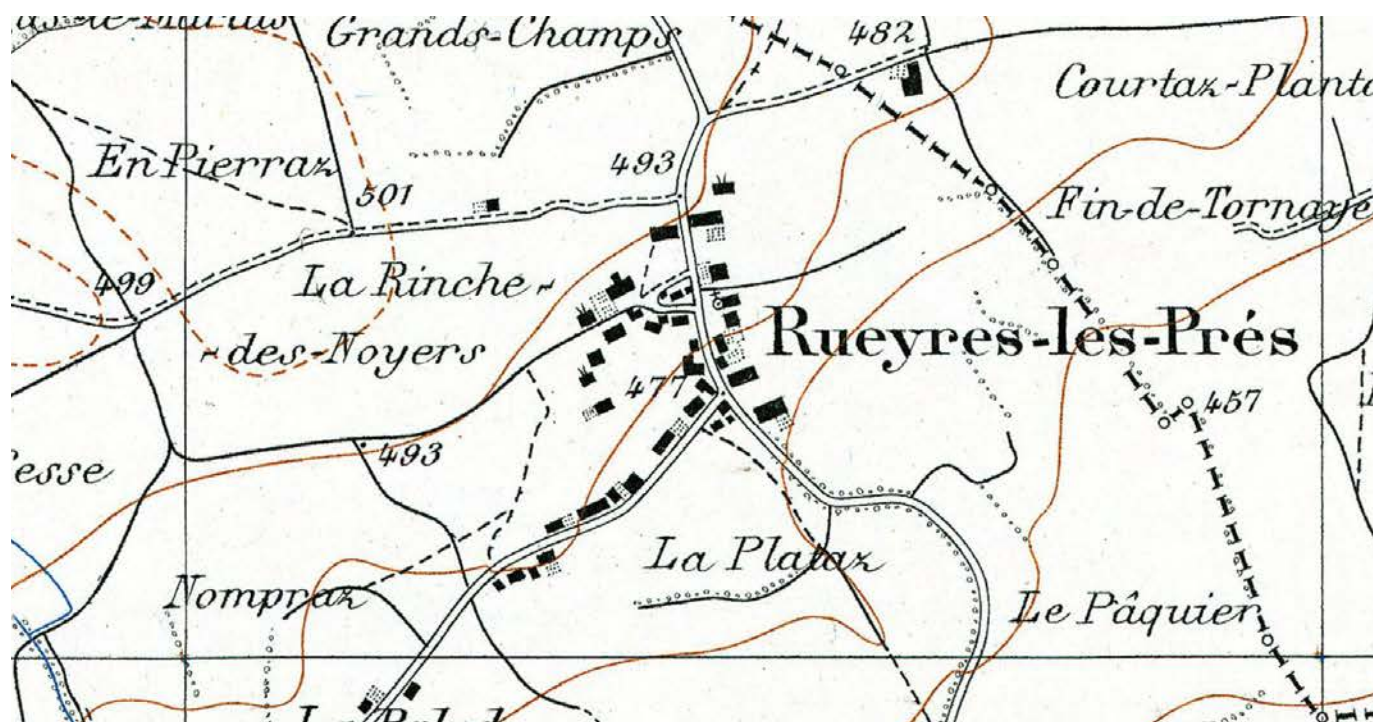 Grands-Champs
482
Courtaz-Planta
En Pierraz
493
501
Fin-de-Tornaye
499
La Rinche-
-des-Noyers
Rueyres-les-Prés
477
457
493
esse
La Plataz
Nompraz
Le Pâquier